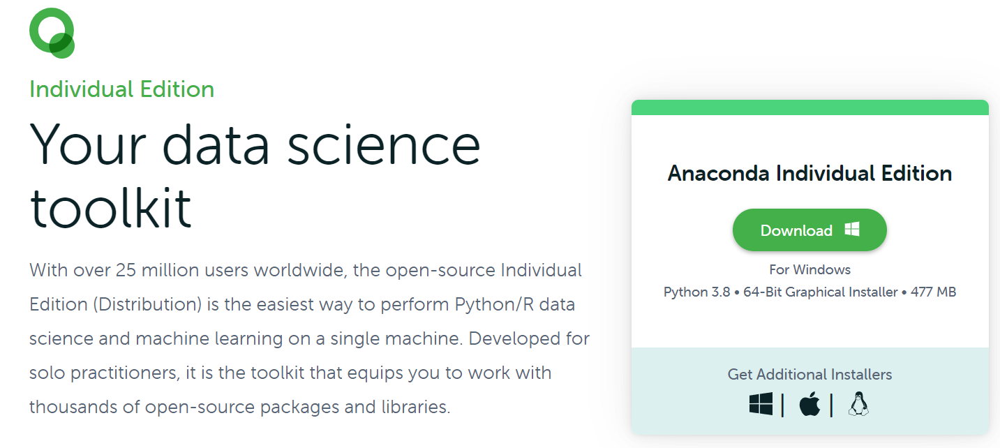 Individual Edition
Your data science
toolkit
With over 25 million users worldwide, the open-source Individual
Edition (Distribution) is the easiest way to perform Python/R data
science and machine learning on a single machine. Developed for
solo practitioners, it is the toolkit that equips you to work with
thousands of open-source packages and libraries.
Anaconda Individual Edition
Download
For Windows
Python 3.8 • 64-Bit Graphical Installer • 477 MB
Get Additional Installers